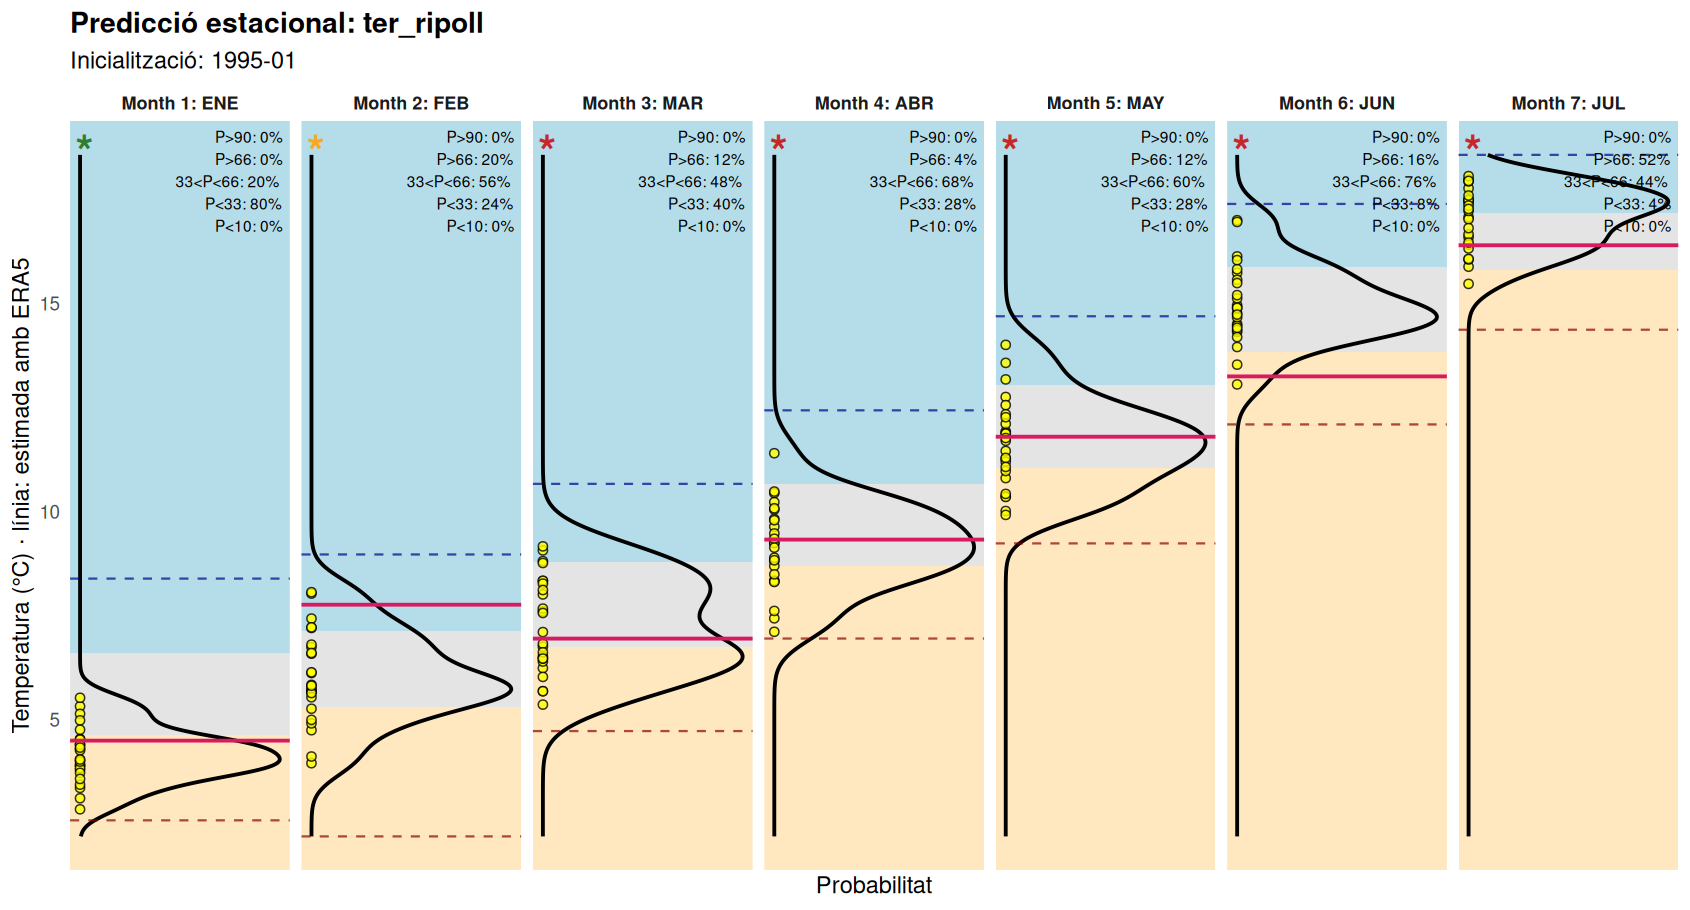 Predicció estacional: ter_ripoll
Inicialització: 1995-01
Month 1: ENE
Month 2: FEB
Month 3: MAR
Month 4: ABR
Month 5: MAY
Month 6: JUN
Month 7: JUL
*
P>90: 0%
P>66: 0%
33<P<66: 20%
P<33: 80%
P<10: 0%
*
P>90: 0%
P>66: 20%
33<P<66: 56%
P<33: 24%
P<10: 0%
*
P>90: 0%
P>66: 12%
33<P<66: 48%
P<33: 40%
P<10: 0%
*
P>90: 0%
P>66: 4%
33<P<66: 68%
P<33: 28%
P<10: 0%
*
P>90: 0%
P>66: 12%
33<P<66: 60%
P<33: 28%
P<10: 0%
*
P>90: 0%
P>66: 16%
33<P<66: 76%
P<33: 8%
P<10: 0%
*
P>90: 0%
P>66: 52%
33<P<66: 44%
P<33: 4%
P<10: 0%
Temperatura (°C) · línia: estimada amb ERA5
15
10
5
Probabilitat